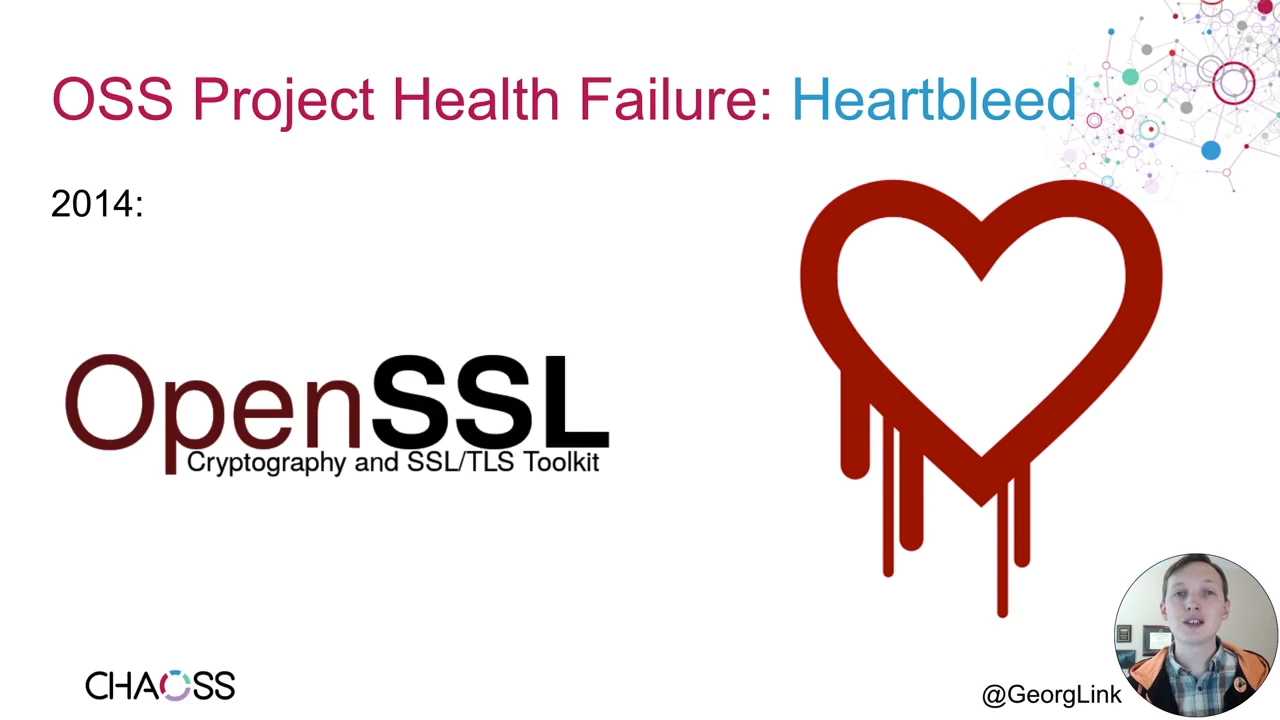 OSS Project Health Failure: Heartbleed
2014:
OpenSSL
Cryptography and SSL/TLS Toolkit
CHAOSS
@GeorgLink